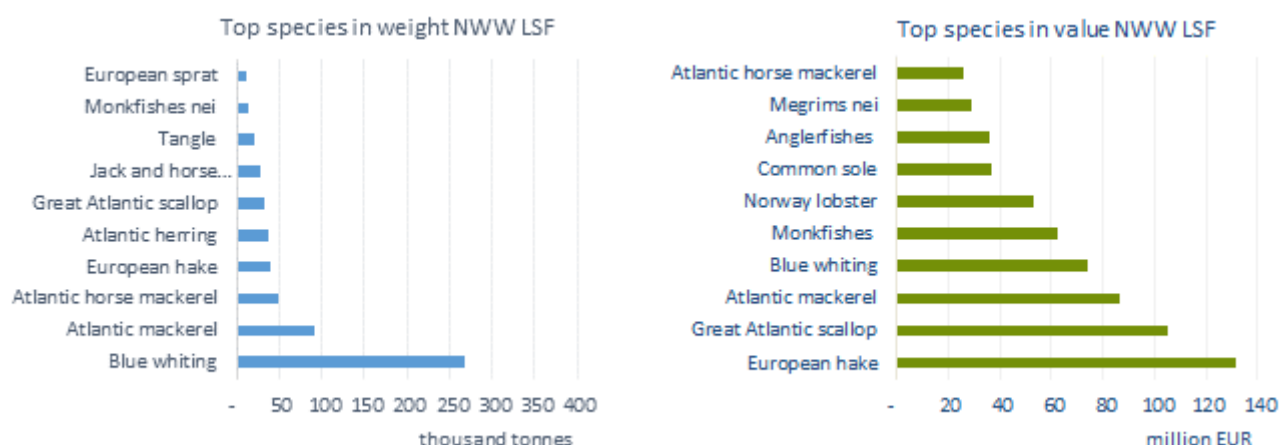 Top species in weight NWW LSF
European sprat
Monkfishes nei
Tangle
Jack and horse...
Great Atlantic scallop
Atlantic herring
European hake
Atlantic horse mackerel
Atlantic mackerel
Blue whiting
- 50 100 150 200 250 300 350 400
thousand tonnes
Top species in value NWW LSF
Atlantic horse mackerel
Megrims nei
Anglerfishes
Common sole
Norway lobster
Monkfishes
Blue whiting
Atlantic mackerel
Great Atlantic scallop
European hake
- 20 40 60 80 100 120 140
million EUR